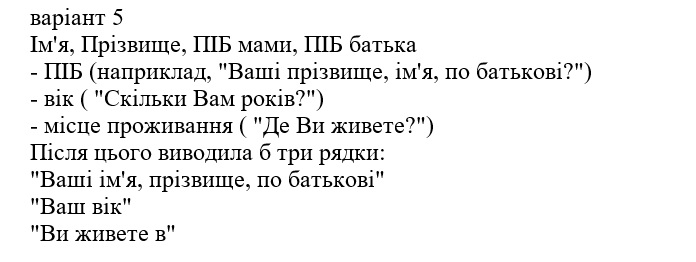 варіант 5
Ім'я, Прізвище, ПІБ мами, ПІБ батька
- ПІБ (наприклад, "Ваші прізвище, ім'я, по батькові?")
- вік ( "Скільки Вам років?")
- місце проживання ( "Де Ви живете?")
Після цього виводила б три рядки:
"Ваші ім'я, прізвище, по батькові"
"Ваш вік"
"Ви живете в"